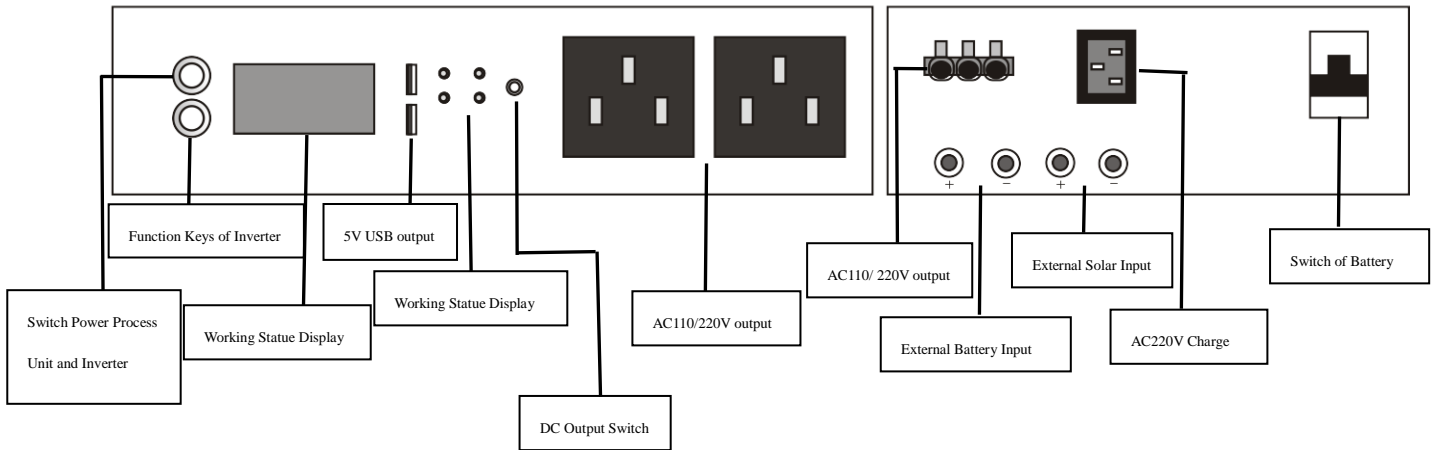 + − + −
Function Keys of Inverter
5V USB output
Switch Power Process
Unit and Inverter
Working Statue Display
Working Statue Display
DC Output Switch
AC110/220V output
AC110/ 220V output
External Battery Input
External Solar Input
AC220V Charge
Switch of Battery